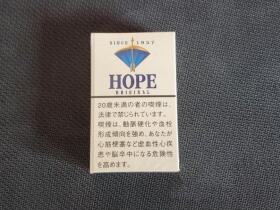 SINCE 1957
HOPE
ORIGINAL
20歳未満の者の喫煙は、
法律で禁じられています。
喫煙は、動脈硬化や血栓
形成傾向を強め、あなたが
心筋梗塞など虚血性心疾
患や脳卒中になる危険性
を高めます。